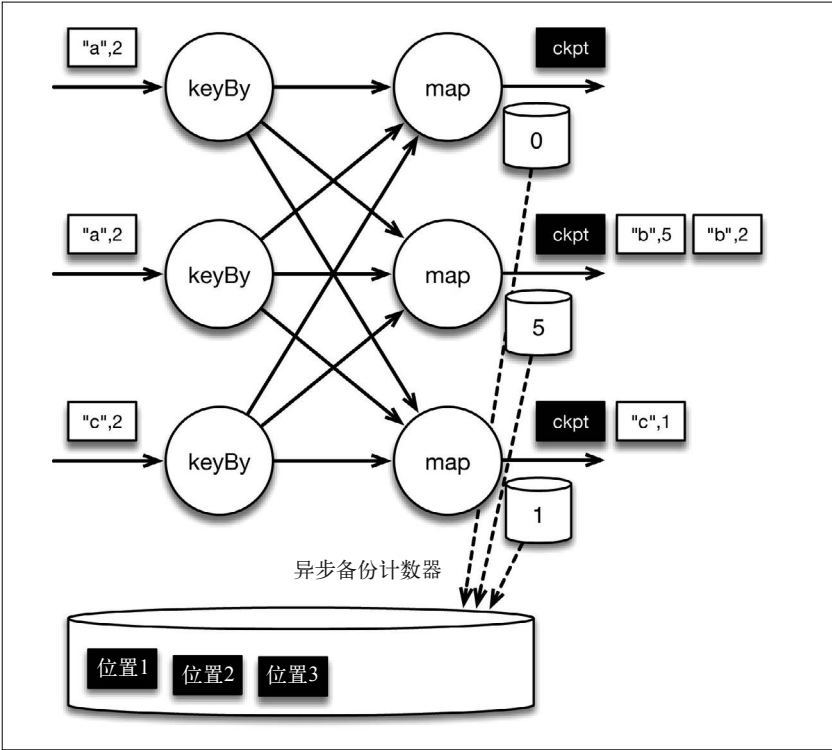 "a",2
keyBy
map
ckpt
0
"a",2
keyBy
map
ckpt
"b",5
"b",2
5
"c",2
keyBy
map
ckpt
"c",1
1
异步备份计数器
位置1
位置2
位置3